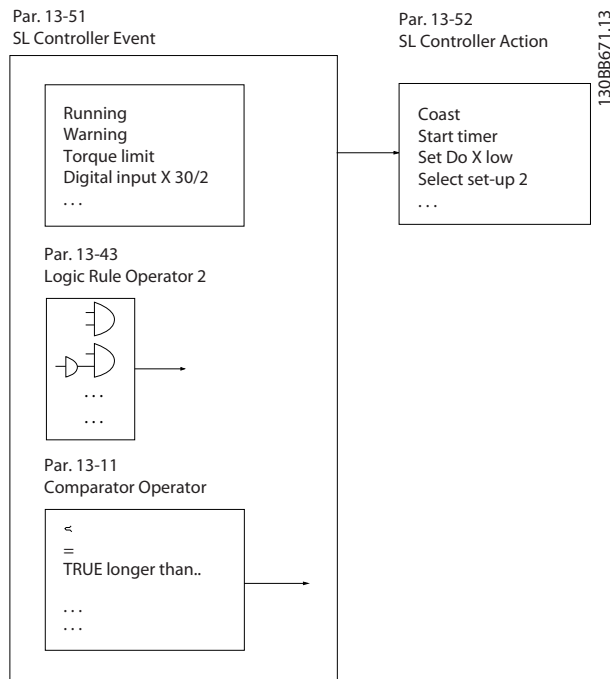 Par. 13-51
SL Controller Event
Par. 13-52
SL Controller Action
130BB671.13
Running
Warning
Torque limit
Digital input X 30/2
. . .
Coast
Start timer
Set Do X low
Select set-up 2
. . .
Par. 13-43
Logic Rule Operator 2
. . .
. . .
Par. 13-11
Comparator Operator
<
=
TRUE longer than..
. . .
. . .